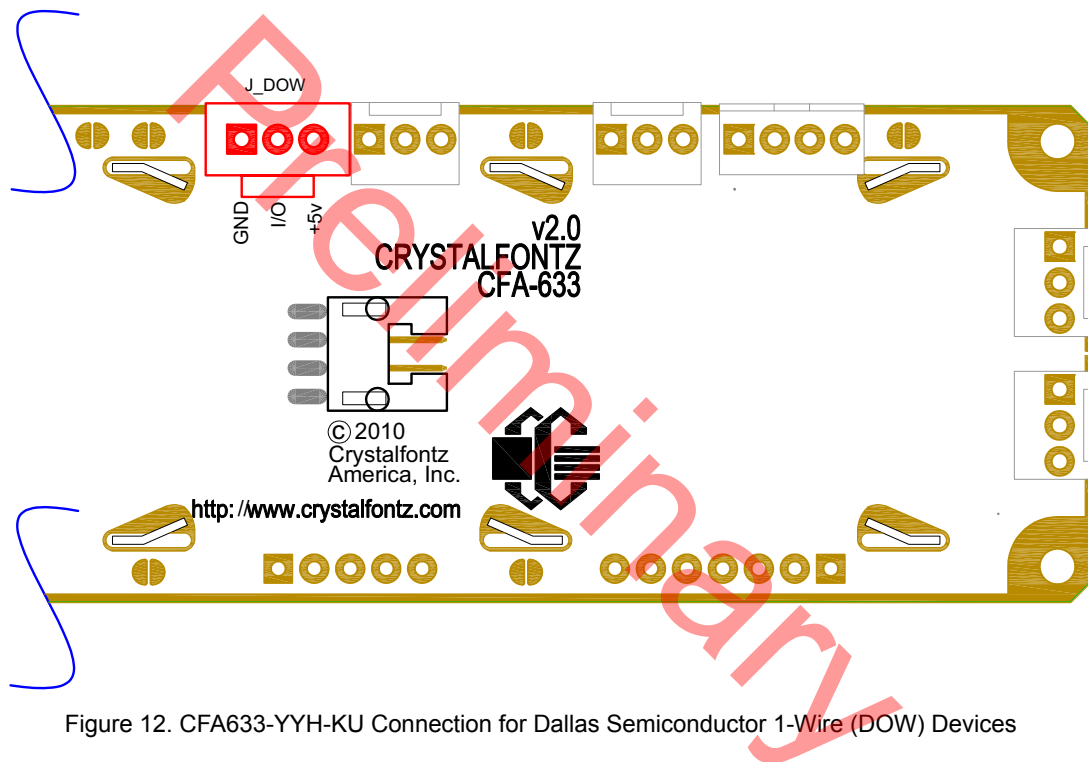 J_DOW
GND
I/O
+5v
v2.0
CRYSTALFONTZ
CFA-633
© 2010
Crystalfontz
America, Inc.
http://www.crystalfontz.com
Preliminary
Figure 12. CFA633-YYH-KU Connection for Dallas Semiconductor 1-Wire (DOW) Devices